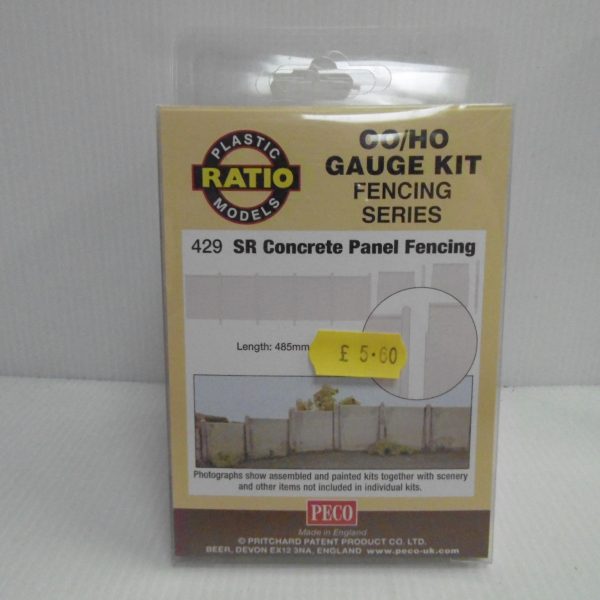 PLASTIC
RATIO
MODELS
OO/HO
GAUGE KIT
FENCING
SERIES
429 SR Concrete Panel Fencing
Length: 485mm
£ 5.60
Photographs show assembled and painted kits together with scenery
and other items not included in individual kits.
PECO
Made in England
© PRITCHARD PATENT PRODUCT CO. LTD.
BEER, DEVON EX12 3NA, ENGLAND www.peco-uk.com